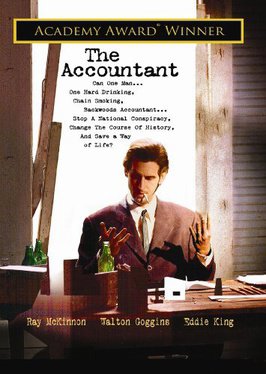 ACADEMY AWARD® WINNER
The
Accountant
Can One Man...
One Hard Drinking,
Chain Smoking,
Backwoods Accountant...
Stop A National Conspiracy,
Change The Course Of History,
And Save a Way
of Life?
Ray McKinnon Walton Goggins Eddie King